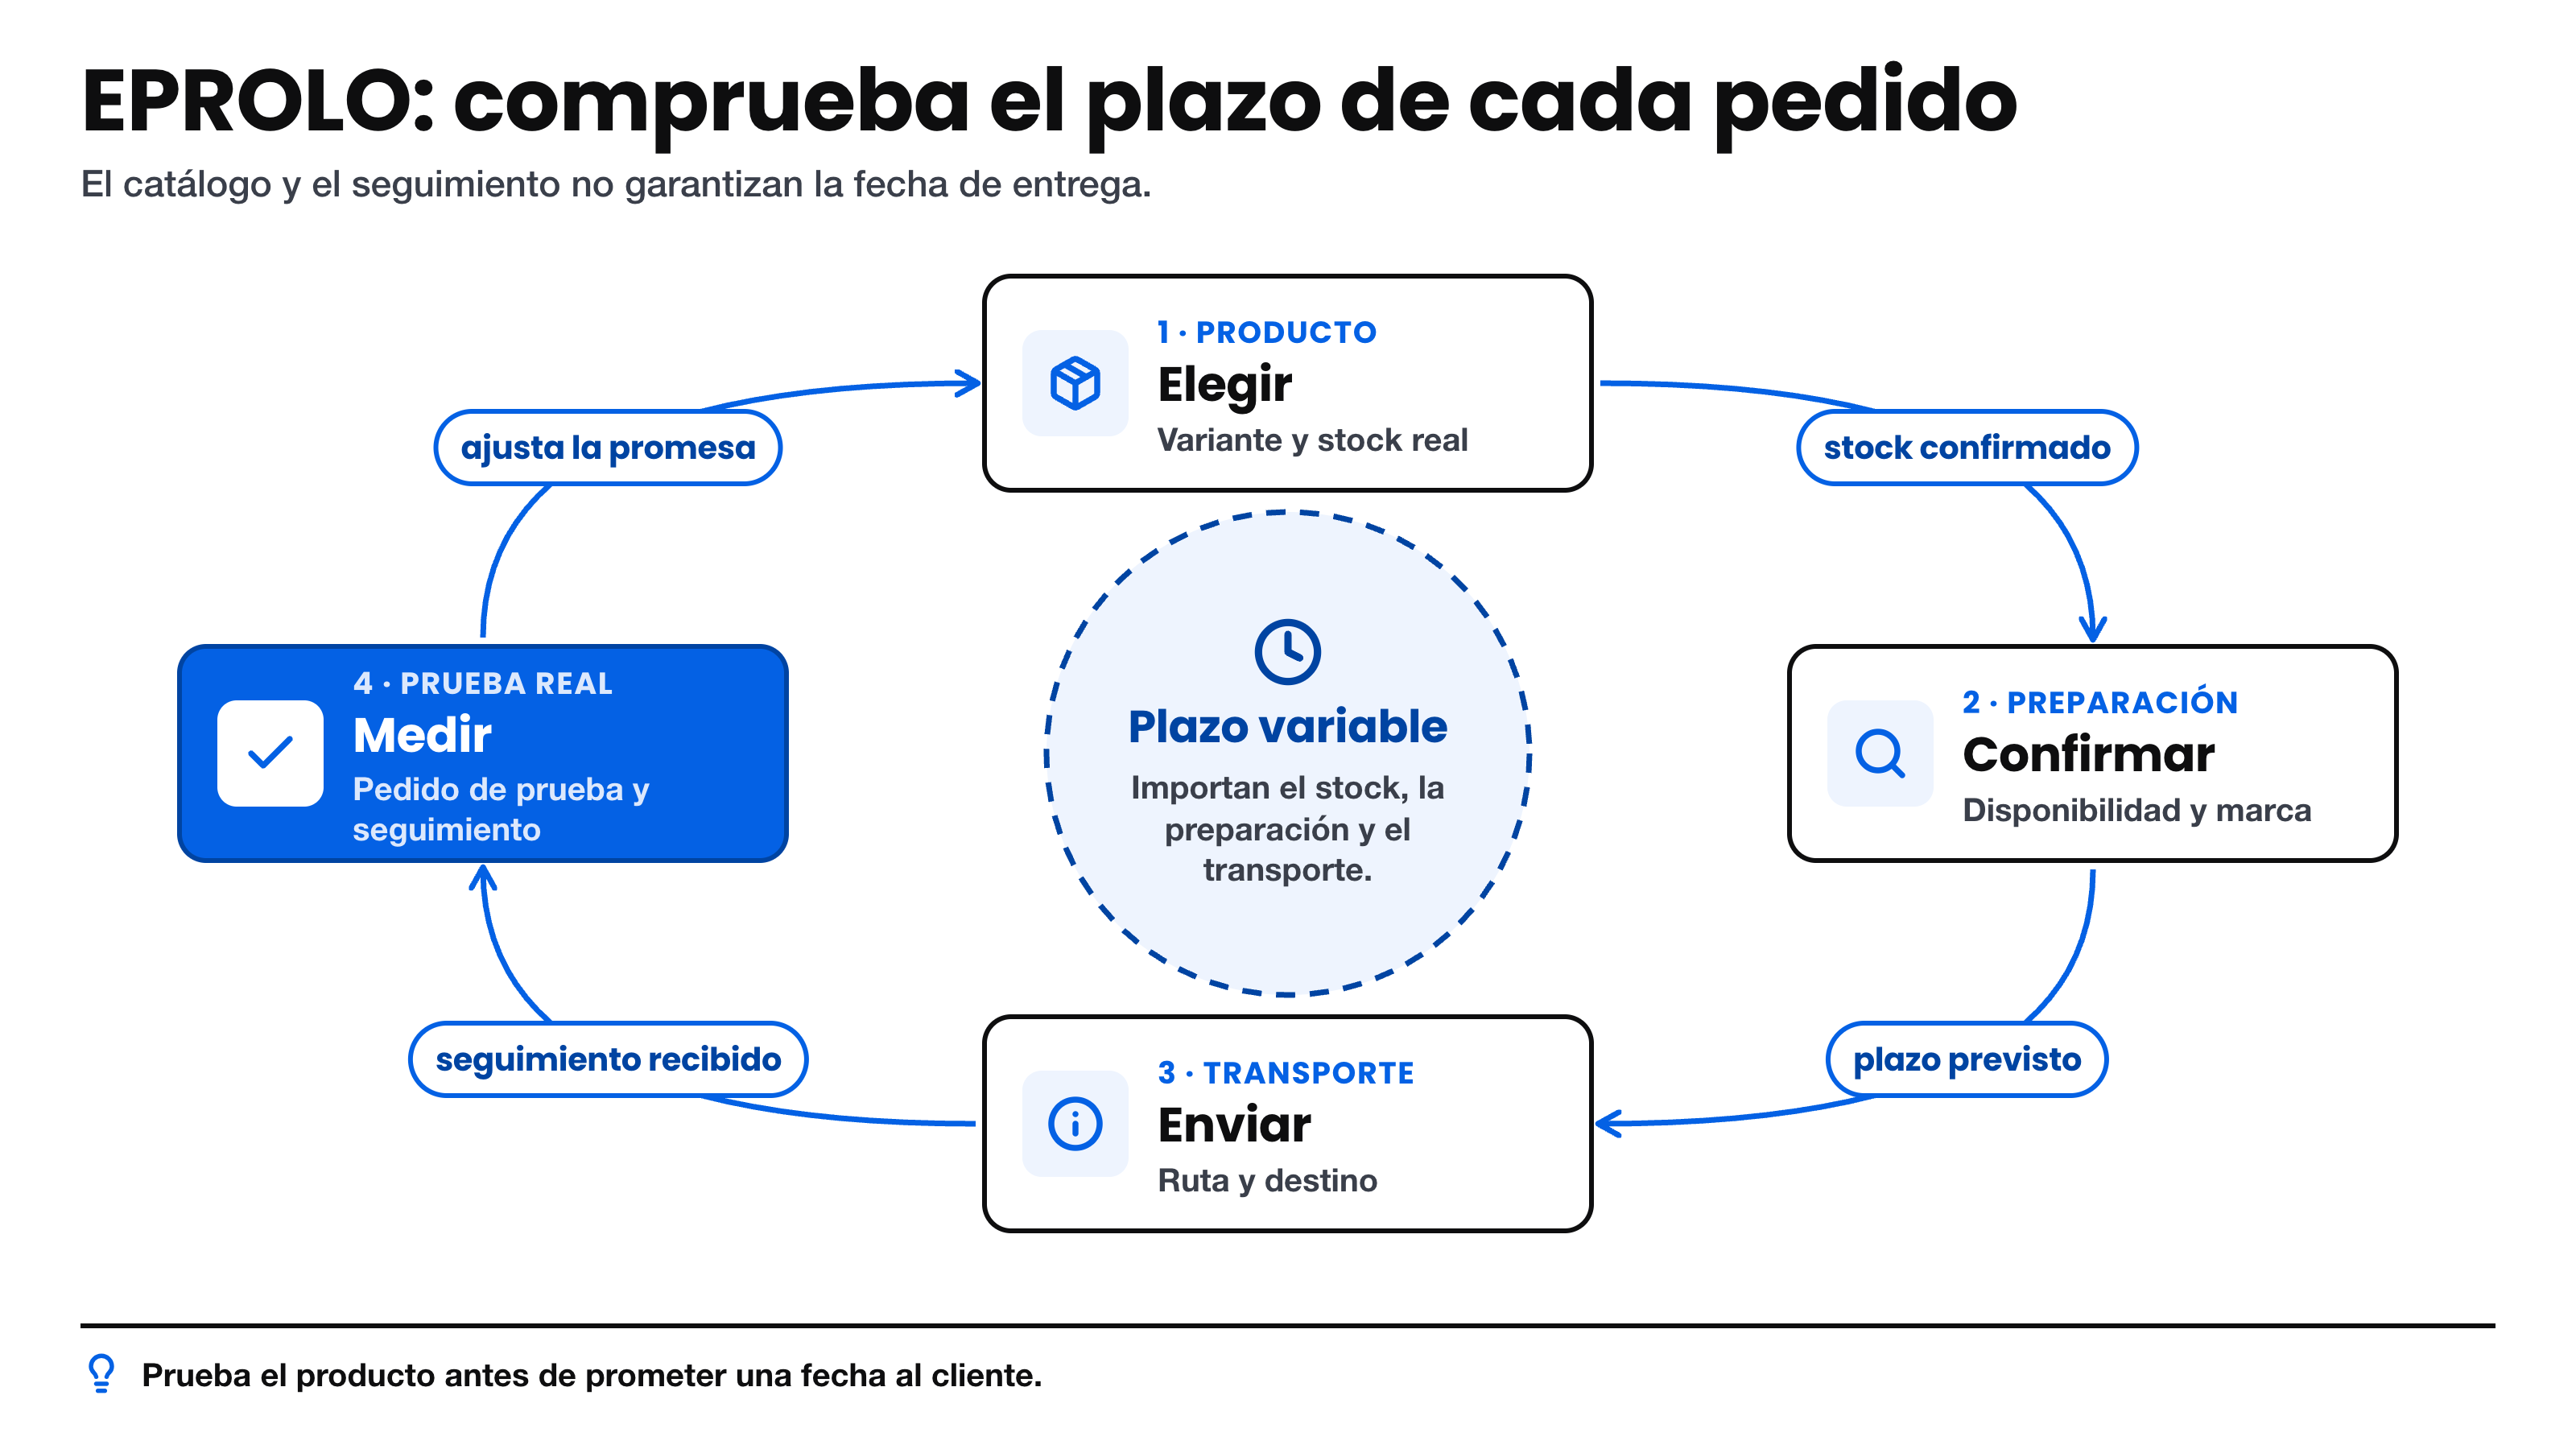 EPROLO: comprueba el plazo de cada pedido
El catálogo y el seguimiento no garantizan la fecha de entrega.
1 · PRODUCTO
Elegir
Variante y stock real
ajusta la promesa
stock confirmado
4 · PRUEBA REAL
Medir
Pedido de prueba y
seguimiento
Plazo variable
Importan el stock, la
preparación y el
transporte.
2 · PREPARACIÓN
Confirmar
Disponibilidad y marca
seguimiento recibido
plazo previsto
3 · TRANSPORTE
Enviar
Ruta y destino
Prueba el producto antes de prometer una fecha al cliente.